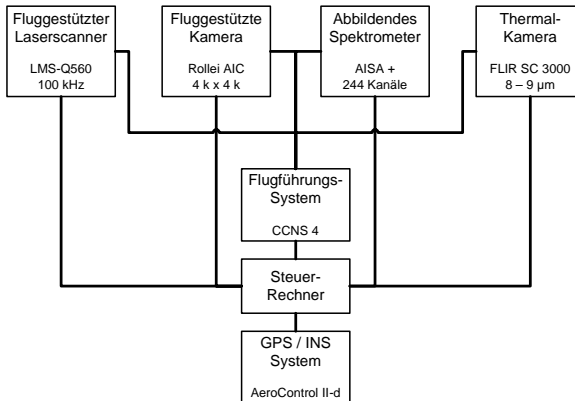 Fluggestützter
Laserscanner
LMS-Q560
100 kHz
Fluggestützte
Kamera
Rollei AIC
4 k x 4 k
Abbildendes
Spektrometer
AISA +
244 Kanäle
Thermal-
Kamera
FLIR SC 3000
8 – 9 µm
Flugführungs-
System
CCNS 4
Steuer-
Rechner
GPS / INS
System
AeroControl II-d